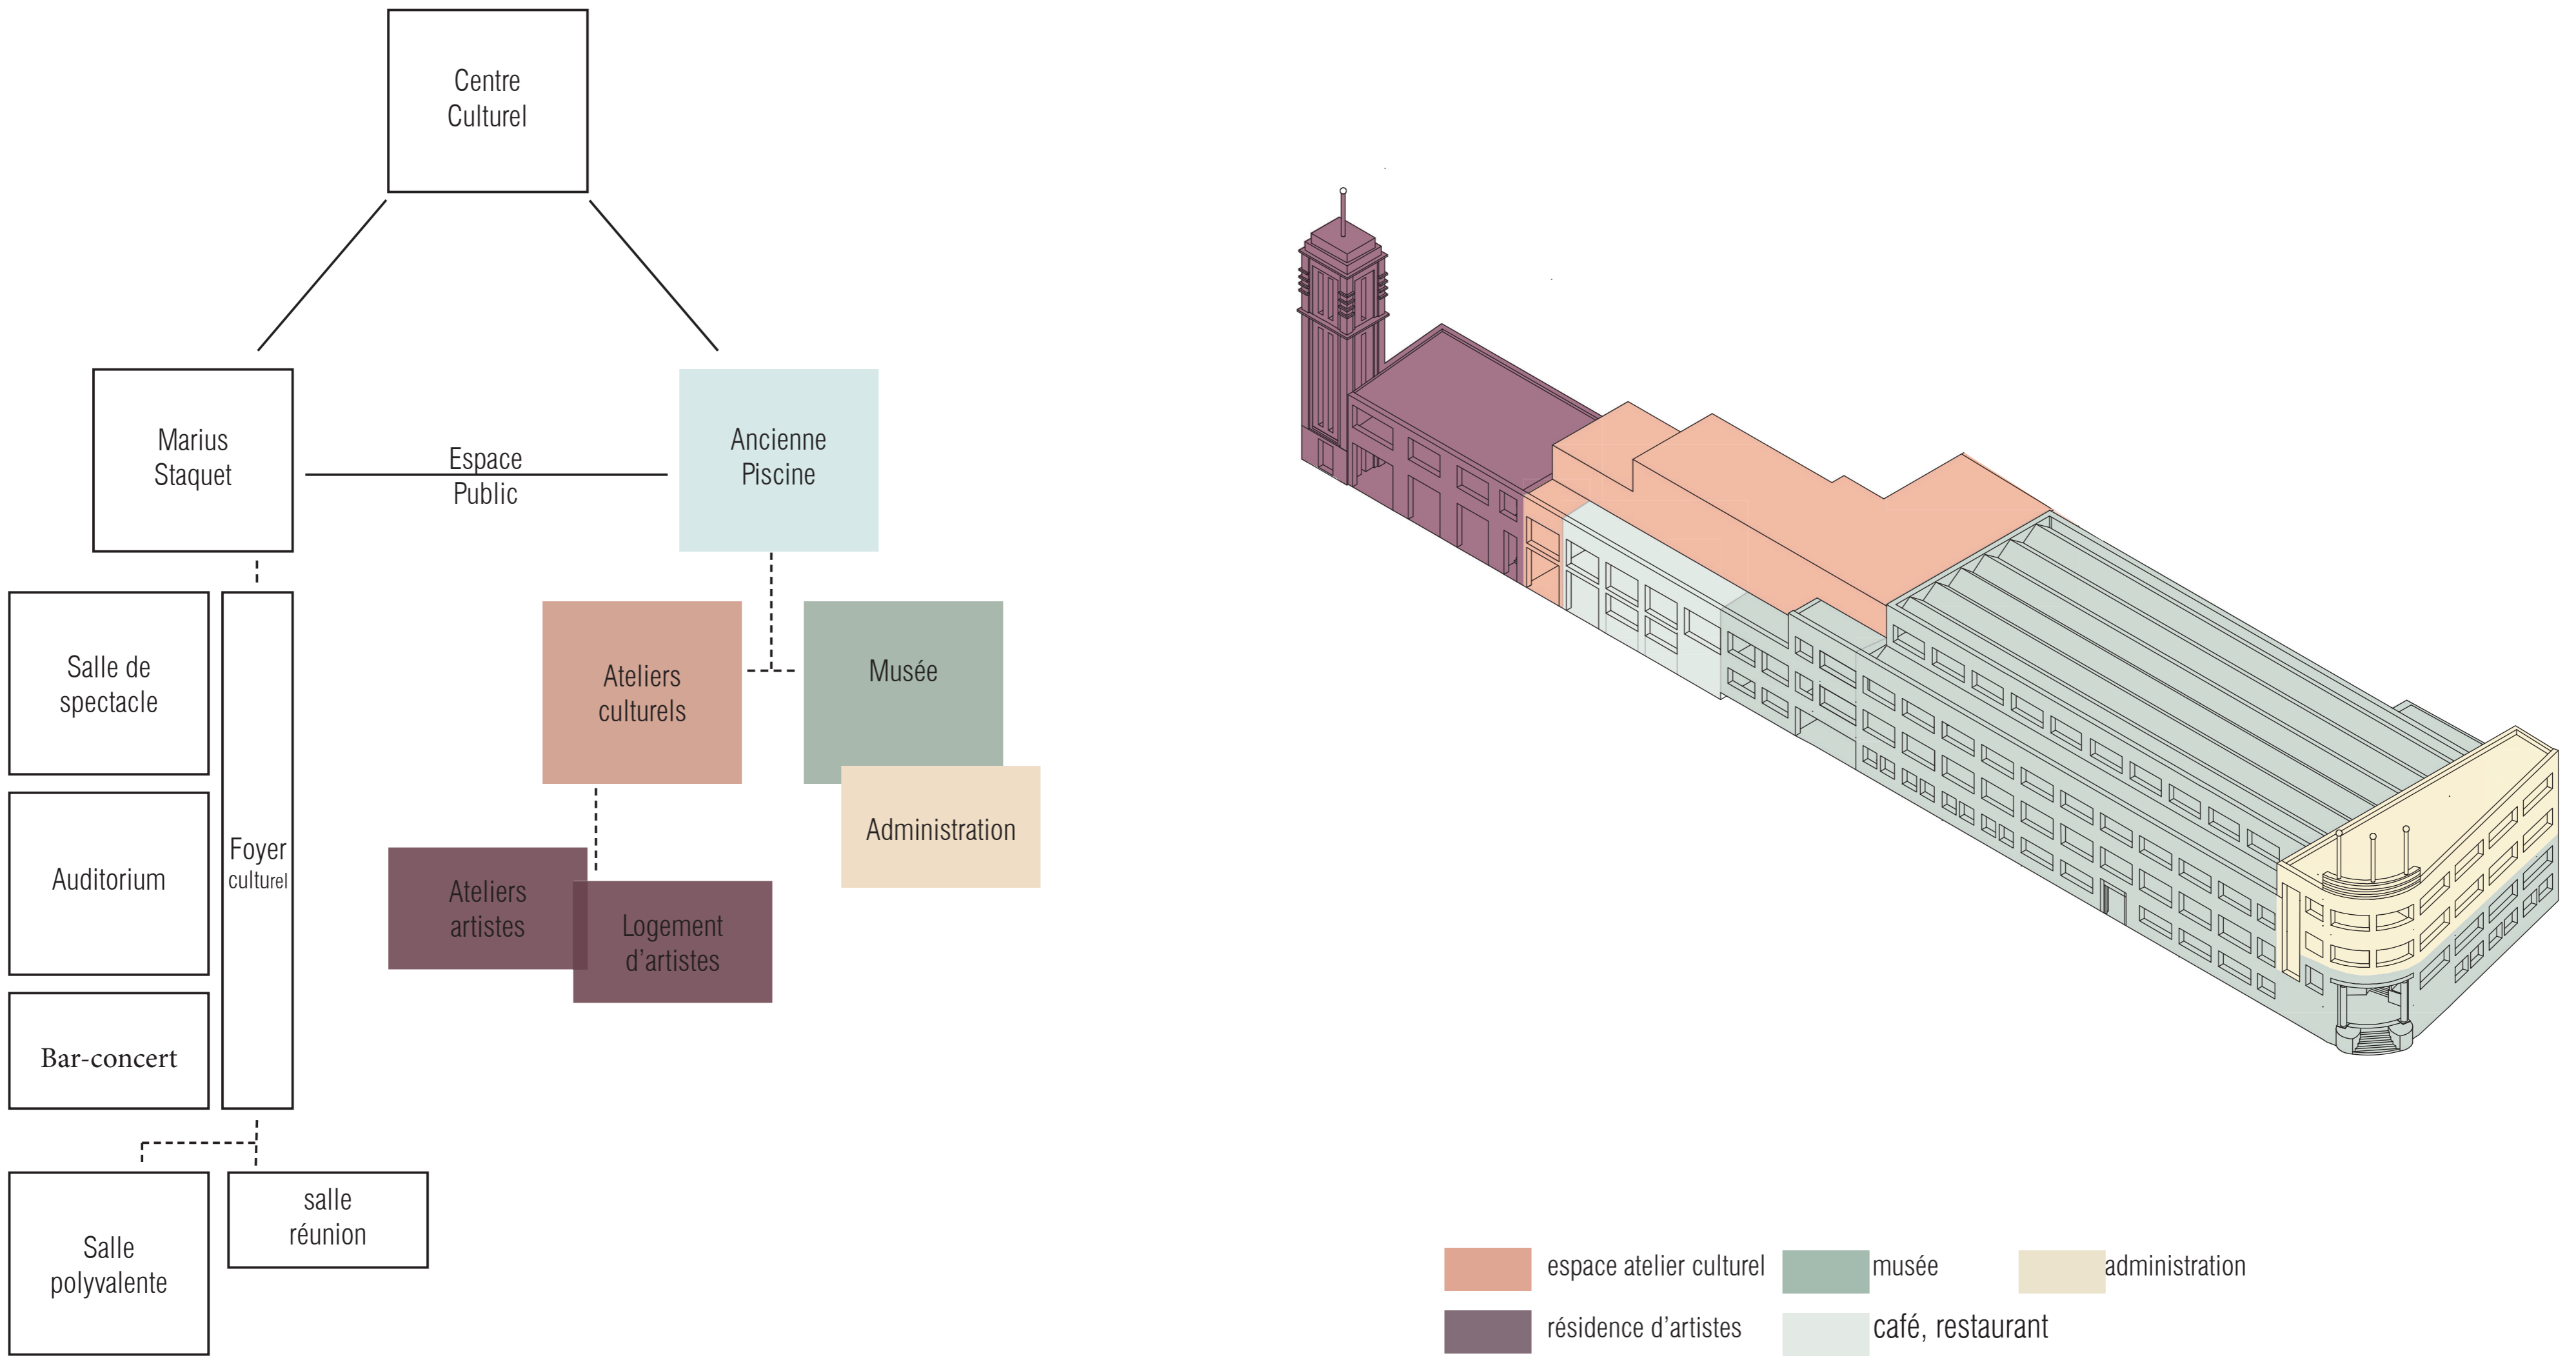 Centre
Culturel
Marius
Staquet
Espace
Public
Ancienne
Piscine
Salle de
spectacle
Auditorium
Bar-concert
Foyer
culturel
Salle
polyvalente
salle
réunion
Ateliers
culturels
Musée
Administration
Ateliers
artistes
Logement
d’artistes
espace atelier culturel
musée
administration
résidence d’artistes
café, restaurant